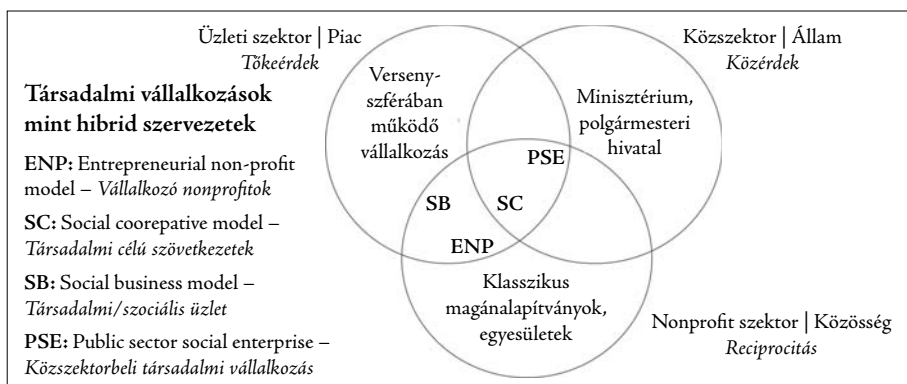 Üzleti szektor | Piac
Tőkeérdek
Közszektor | Állam
Közérdek
Társadalmi vállalkozások
mint hibrid szervezetek
ENP: Entrepreneurial non-profit
model – Vállalkozó nonprofitok
SC: Social coorepative model –
Társadalmi célú szövetkezetek
SB: Social business model –
Társadalmi/szociális üzlet
PSE: Public sector social enterprise –
Közszektorbeli társadalmi vállalkozás
Verseny-
szférában
működő
vállalkozás
Minisztérium,
polgármesteri
hivatal
PSE
SB
SC
ENP
Klasszikus
magánalapítványok,
egyesületek
Nonprofit szektor | Közösség
Reciprocitás